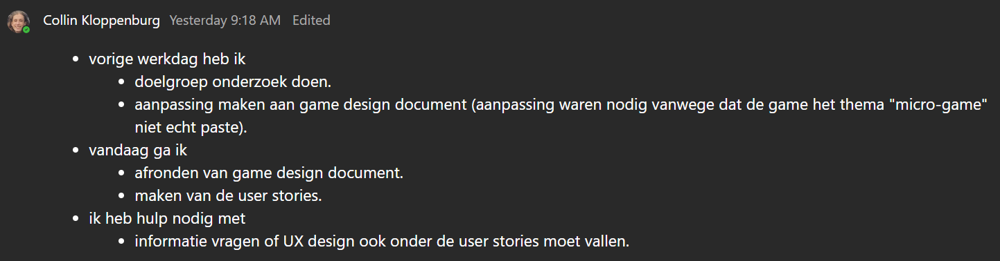 Collin Kloppenburg Yesterday 9:18 AM Edited
• vorige werkdag heb ik
• doelgroep onderzoek doen.
• aanpassing maken aan game design document (aanpassing waren nodig vanwege dat de game het thema "micro-game"
niet echt paste).
• vandaag ga ik
• afronden van game design document.
• maken van de user stories.
• ik heb hulp nodig met
• informatie vragen of UX design ook onder de user stories moet vallen.